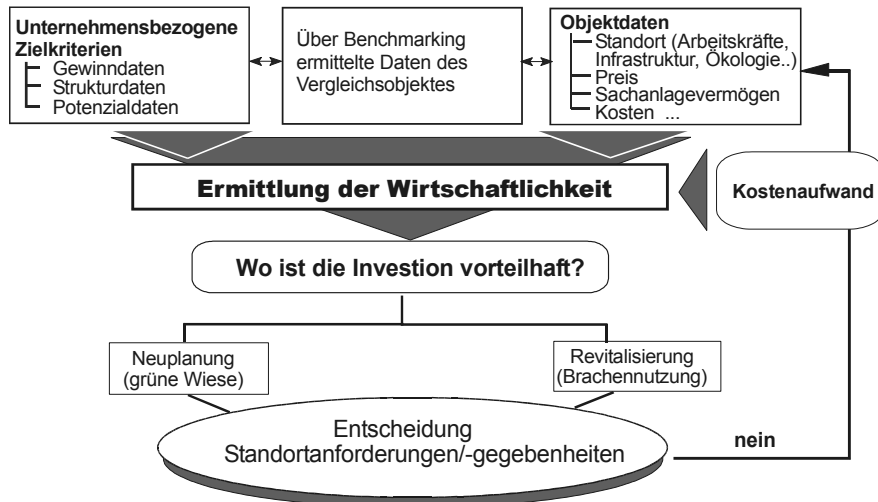 Unternehmensbezogene
Zielkriterien
Gewinndaten
Strukturdaten
Potenzialdaten
Über Benchmarking
ermittelte Daten des
Vergleichsobjektes
Objektdaten
Standort (Arbeitskräfte,
Infrastruktur, Ökologie..)
Preis
Sachanlagevermögen
Kosten ...
Ermittlung der Wirtschaftlichkeit
Kostenaufwand
Wo ist die Investion vorteilhaft?
Neuplanung
(grüne Wiese)
Revitalisierung
(Brachennutzung)
Entscheidung
Standortanforderungen/-gegebenheiten
nein